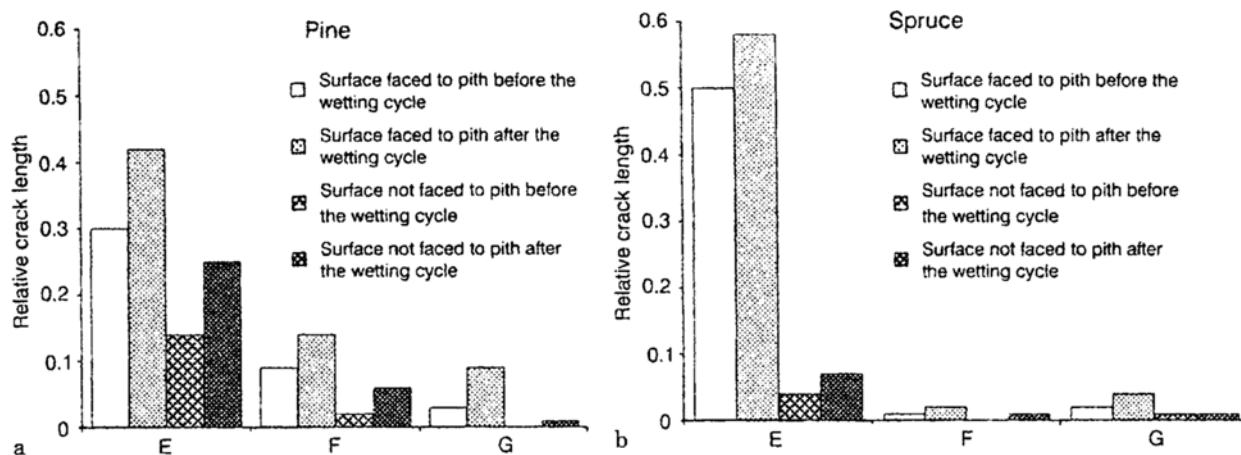 Pine
0.6
0.5
0.4
0.3
0.2
0.1
0
Relative crack length
Surface faced to pith before the
wetting cycle
Surface faced to pith after the
wetting cycle
Surface not faced to pith before
the wetting cycle
Surface not faced to pith after
the wetting cycle
E F G
a
Spruce
0.6
0.5
0.4
0.3
0.2
0.1
0
Relative crack length
Surface faced to pith before the
wetting cycle
Surface faced to pith after the
wetting cycle
Surface not faced to pith before
the wetting cycle
Surface not faced to pith after
the wetting cycle
E F G
b